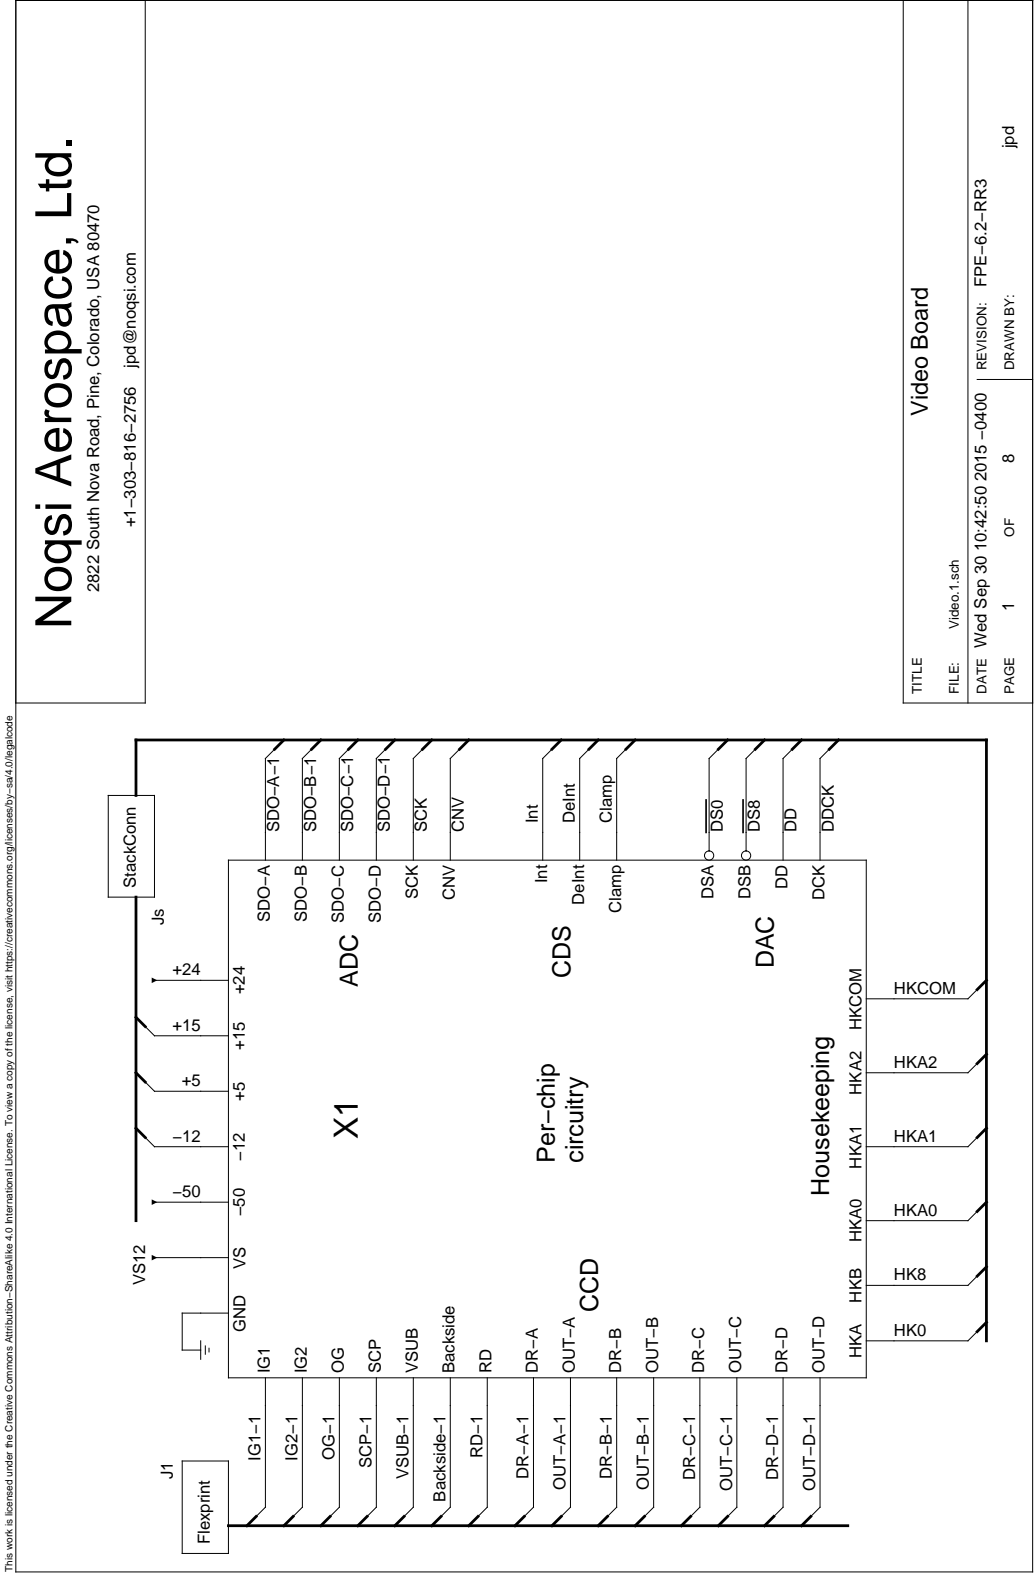 This work is licensed under the Creative Commons Attribution−ShareAlike 4.0 International License. To view a copy of the license, visit https://creativecommons.org/licenses/by−sa/4.0/legalcode
Noqsi Aerospace, Ltd.
2822 South Nova Road, Pine, Colorado, USA 80470
+1−303−816−2756 jpd@noqsi.com
J1
Flexprint
StackConn
Js
VS12
−50
−12
+5
+15
+24
GND
VS
−50
−12
+5
+15
+24
IG1−1
IG2−1
OG−1
SCP−1
VSUB−1
Backside−1
RD−1
DR−A−1
OUT−A−1
DR−B−1
OUT−B−1
DR−C−1
OUT−C−1
DR−D−1
OUT−D−1
IG1
IG2
OG
SCP
VSUB
Backside
RD
DR−A
OUT−A
DR−B
OUT−B
DR−C
OUT−C
DR−D
OUT−D
CCD
X1
Per−chip
circuitry
ADC
CDS
DAC
Housekeeping
SDO−A
SDO−B
SDO−C
SDO−D
SCK
CNV
Int
DeInt
Clamp
DSA
DSB
DD
DCK
SDO−A−1
SDO−B−1
SDO−C−1
SDO−D−1
SCK
CNV
Int
DeInt
Clamp
DS0
DS8
DD
DDCK
HKA
HKB
HKA0
HKA1
HKA2
HKCOM
HK0
HK8
HKA0
HKA1
HKA2
HKCOM
TITLE
Video Board
FILE: Video.1.sch
DATE Wed Sep 30 10:42:50 2015 −0400 REVISION: FPE−6.2−RR3
PAGE 1 OF 8 DRAWN BY: jpd